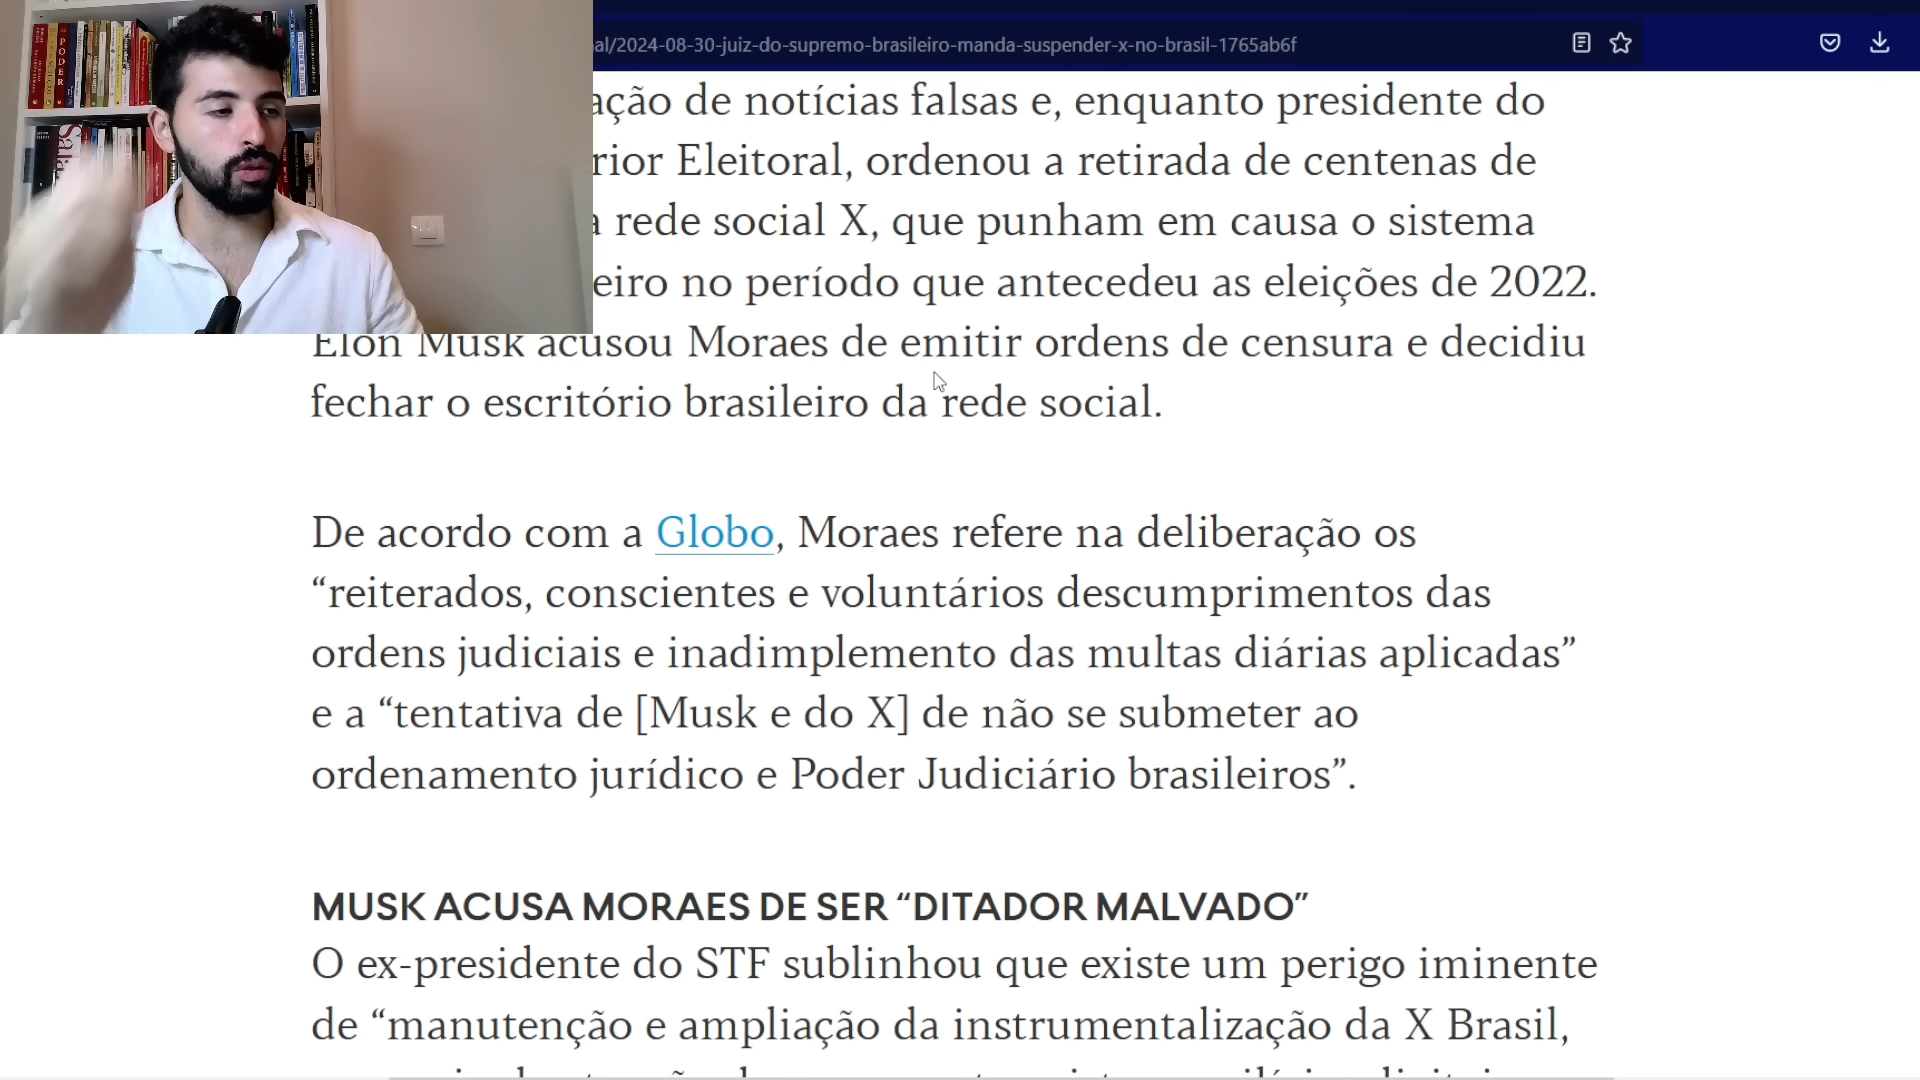 al/2024-08-30-juiz-do-supremo-brasileiro-manda-suspender-x-no-brasil-1765ab6f
PODER
ação de notícias falsas e, enquanto presidente do
rior Eleitoral, ordenou a retirada de centenas de
a rede social X, que punham em causa o sistema
eiro no período que antecedeu as eleições de 2022.
Elon Musk acusou Moraes de emitir ordens de censura e decidiu
fechar o escritório brasileiro da rede social.
De acordo com a Globo, Moraes refere na deliberação os
“reiterados, conscientes e voluntários descumprimentos das
ordens judiciais e inadimplemento das multas diárias aplicadas”
e a “tentativa de [Musk e do X] de não se submeter ao
ordenamento jurídico e Poder Judiciário brasileiros”.
MUSK ACUSA MORAES DE SER “DITADOR MALVADO”
O ex-presidente do STF sublinhou que existe um perigo iminente
de “manutenção e ampliação da instrumentalização da X Brasil,